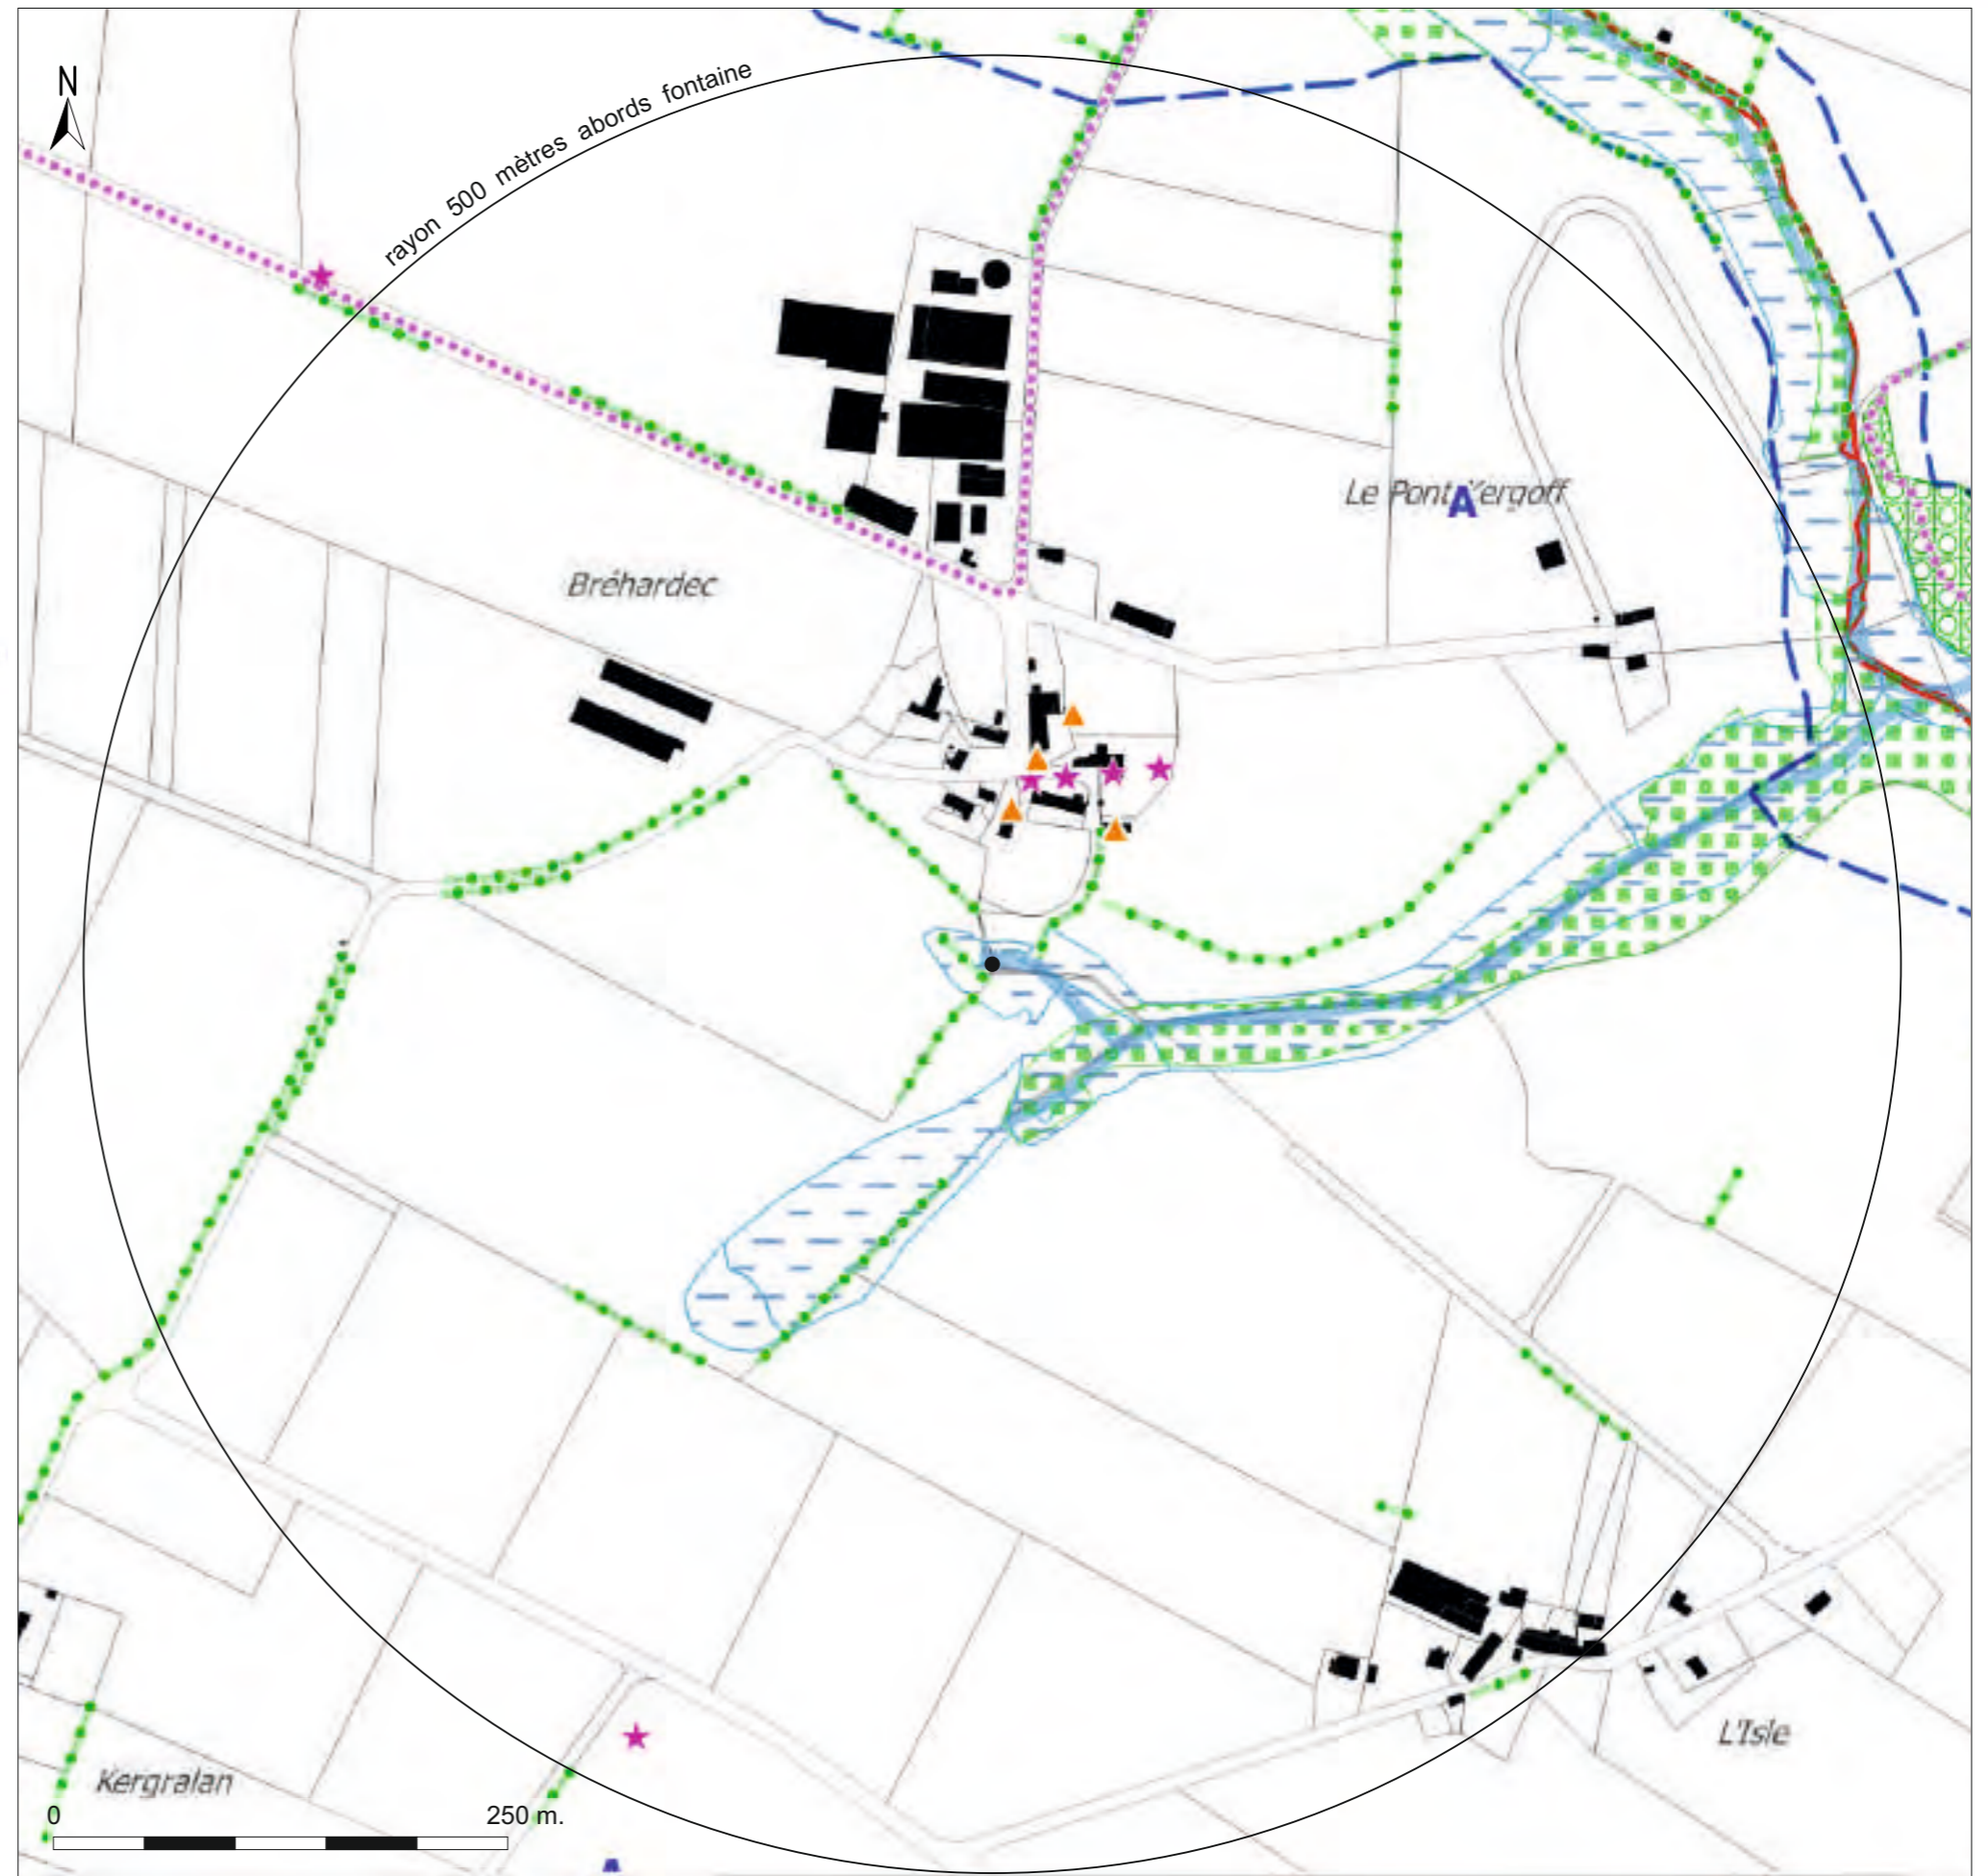 N
rayon 500 mètres abords fontaine
Le Pont Kergoff
A
Bréhardec
L'Isle
Kergralan
0 250 m.